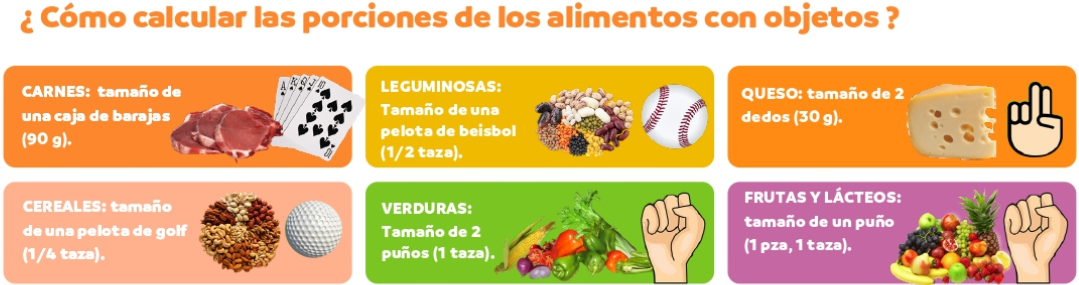 ¿ Cómo calcular las porciones de los alimentos con objetos ?
CARNES: tamaño de
una caja de barajas
(90 g).
LEGUMINOSAS:
Tamaño de una
pelota de beisbol
(1/2 taza).
QUESO: tamaño de 2
dedos (30 g).
CEREALES: tamaño
de una pelota de golf
(1/4 taza).
VERDURAS:
Tamaño de 2
puños (1 taza).
FRUTAS Y LÁCTEOS:
tamaño de un puño
(1 pza, 1 taza).